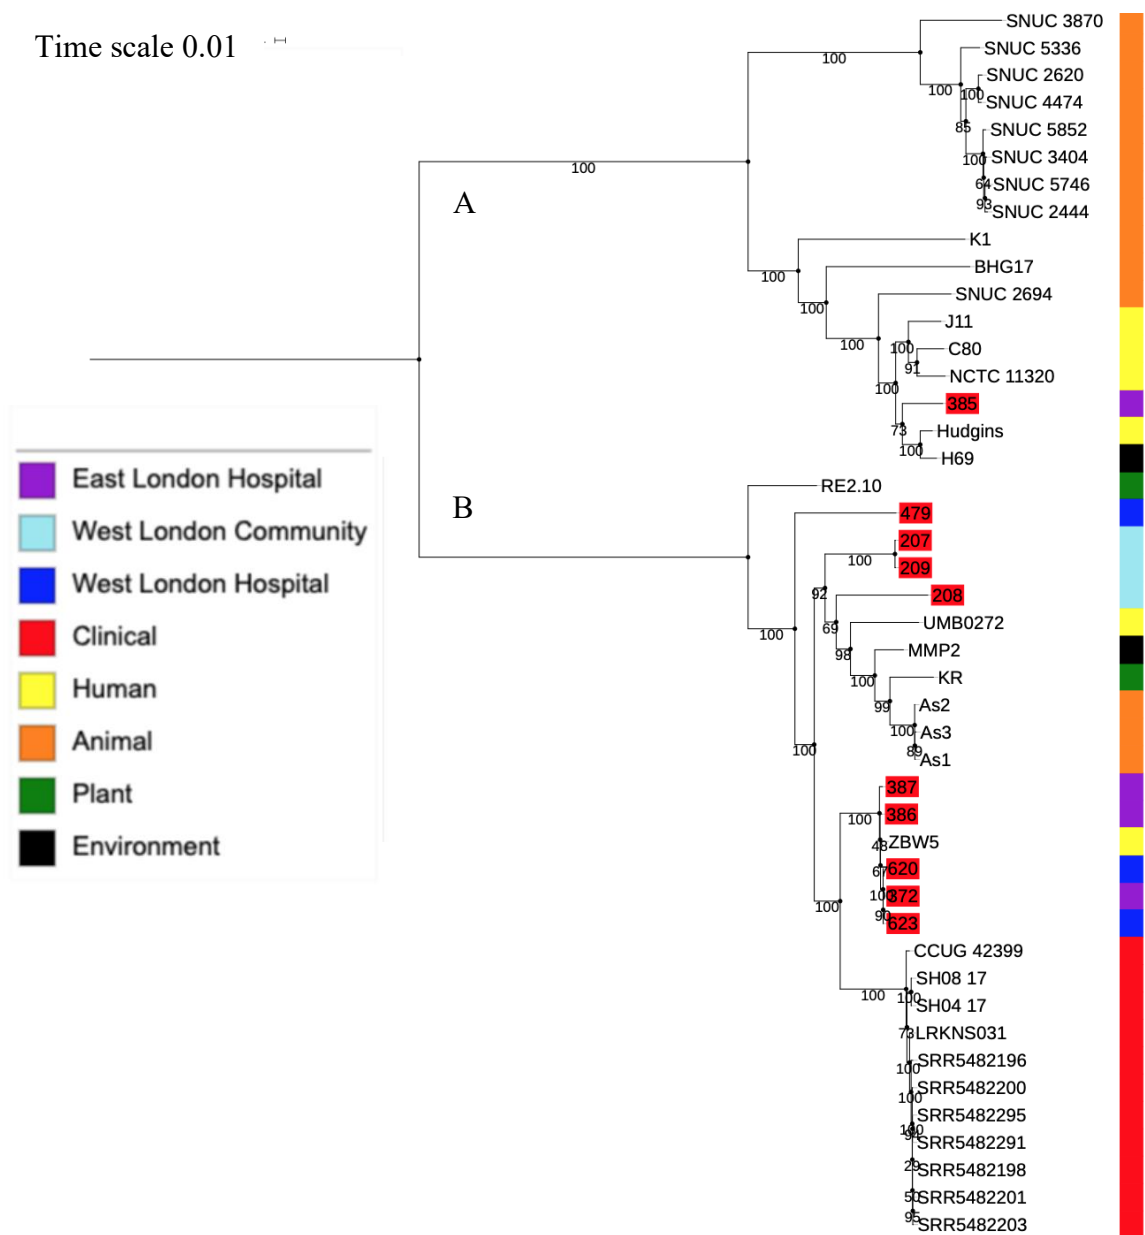 Time scale 0.01
SNUC 3870
SNUC 5336
100
SNUC 2620
100
100
SNUC 4474
85
SNUC 5852
100
SNUC 3404
100
64
SNUC 5746
A
93
SNUC 2444
K1
100
BHG17
100
SNUC 2694
J11
100
100
C80
91
NCTC 11320
100
385
73
Hudgins
100
H69
East London Hospital
West London Community
West London Hospital
Clinical
Human
Animal
Plant
Environment
RE2.10
B
479
207
100
209
92
208
69
UMB0272
100
98
MMP2
100
KR
99
As2
100
As3
100
89
As1
387
100
386
48
ZBW5
67
620
100
372
100
90
623
CCUG 42399
SH08 17
100
100
SH04 17
73
LRKNS031
100
SRR5482196
100
SRR5482200
SRR5482295
100
SRR5482291
29
SRR5482198
50
SRR5482201
95
SRR5482203